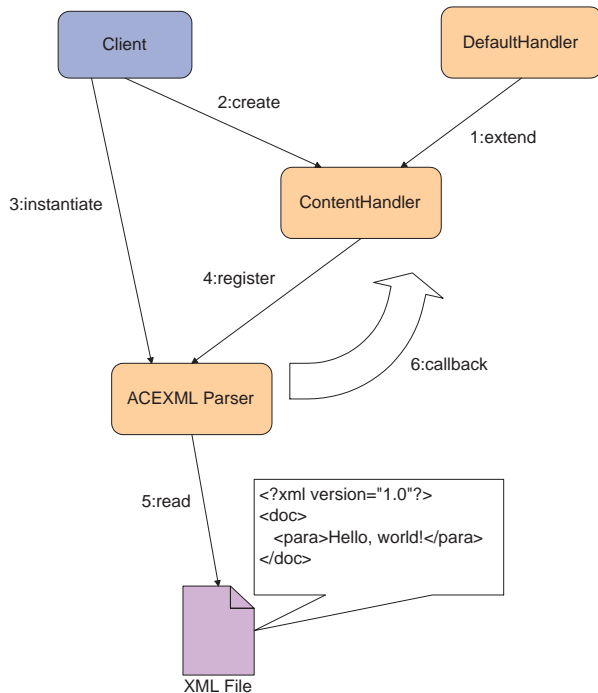 Client
DefaultHandler
2:create
1:extend
ContentHandler
3:instantiate
4:register
6:callback
ACEXML Parser
5:read
<?xml version="1.0"?>
<doc>
<para>Hello, world!</para>
</doc>
XML File